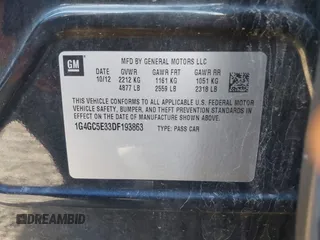 GM
MFD BY GENERAL MOTORS LLC
DATE GVWR GAWR FRT GAWR RR
10/12 2212 KG 1161 KG 1051 KG
4877 LB 2559 LB 2318 LB
THIS VEHICLE CONFORMS TO ALL APPLICABLE U.S. FEDERAL MOTOR VEHICLE SAFETY, BUMPER, AND THEFT PREVENTION STANDARDS IN EFFECT ON THE DATE OF MANUFACTURE SHOWN ABOVE.
1G4GC5E33DF193863
TYPE: PASS CAR
DREAMBID